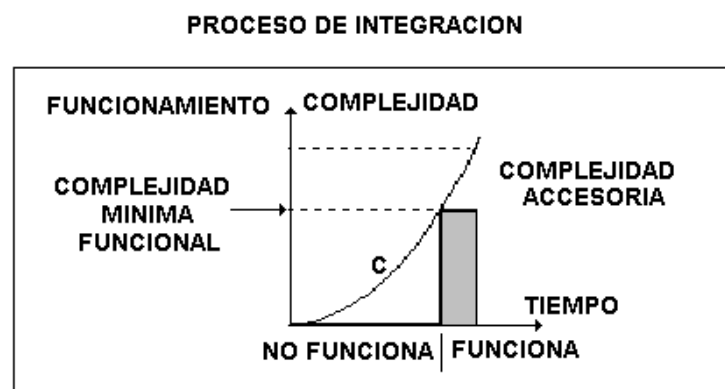 PROCESO DE INTEGRACION
FUNCIONAMIENTO COMPLEJIDAD
COMPLEJIDAD
MINIMA
FUNCIONAL
COMPLEJIDAD
ACCESORIA
C
TIEMPO
NO FUNCIONA FUNCIONA